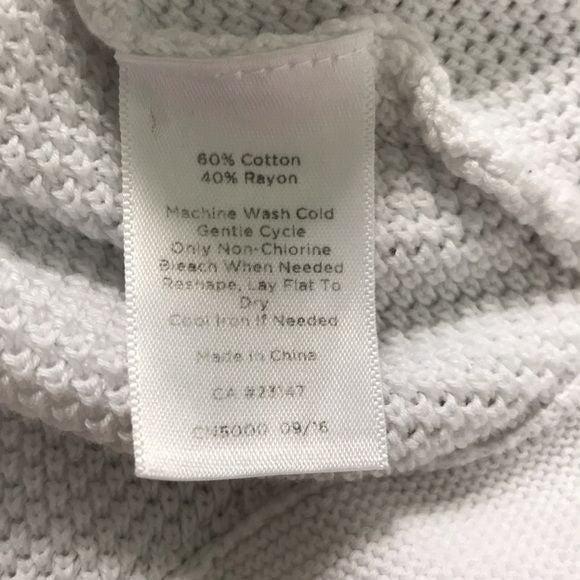 60% Cotton
40% Rayon
Machine Wash Cold
Gentle Cycle
Only Non-Chlorine
Bleach When Needed
Reshape, Lay Flat To
Dry
Cool Iron If Needed
Made in China
CA #23147
CN5000 09/16